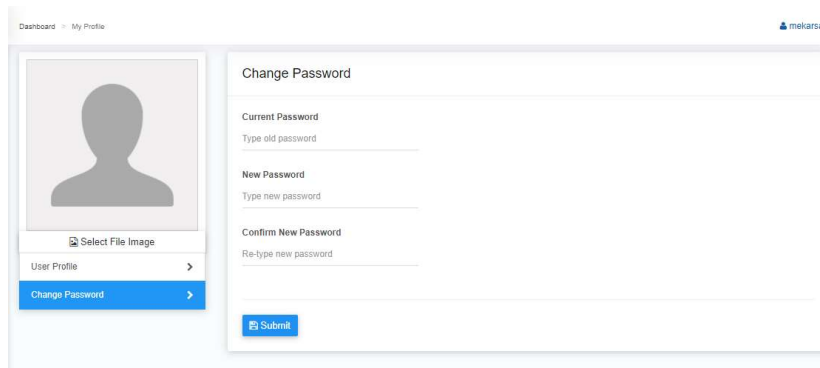 Dashboard > My Profile
mekarsa
Change Password
Current Password
Type old password
New Password
Type new password
Confirm New Password
Re-type new password
Select File Image
User Profile
Change Password
Submit